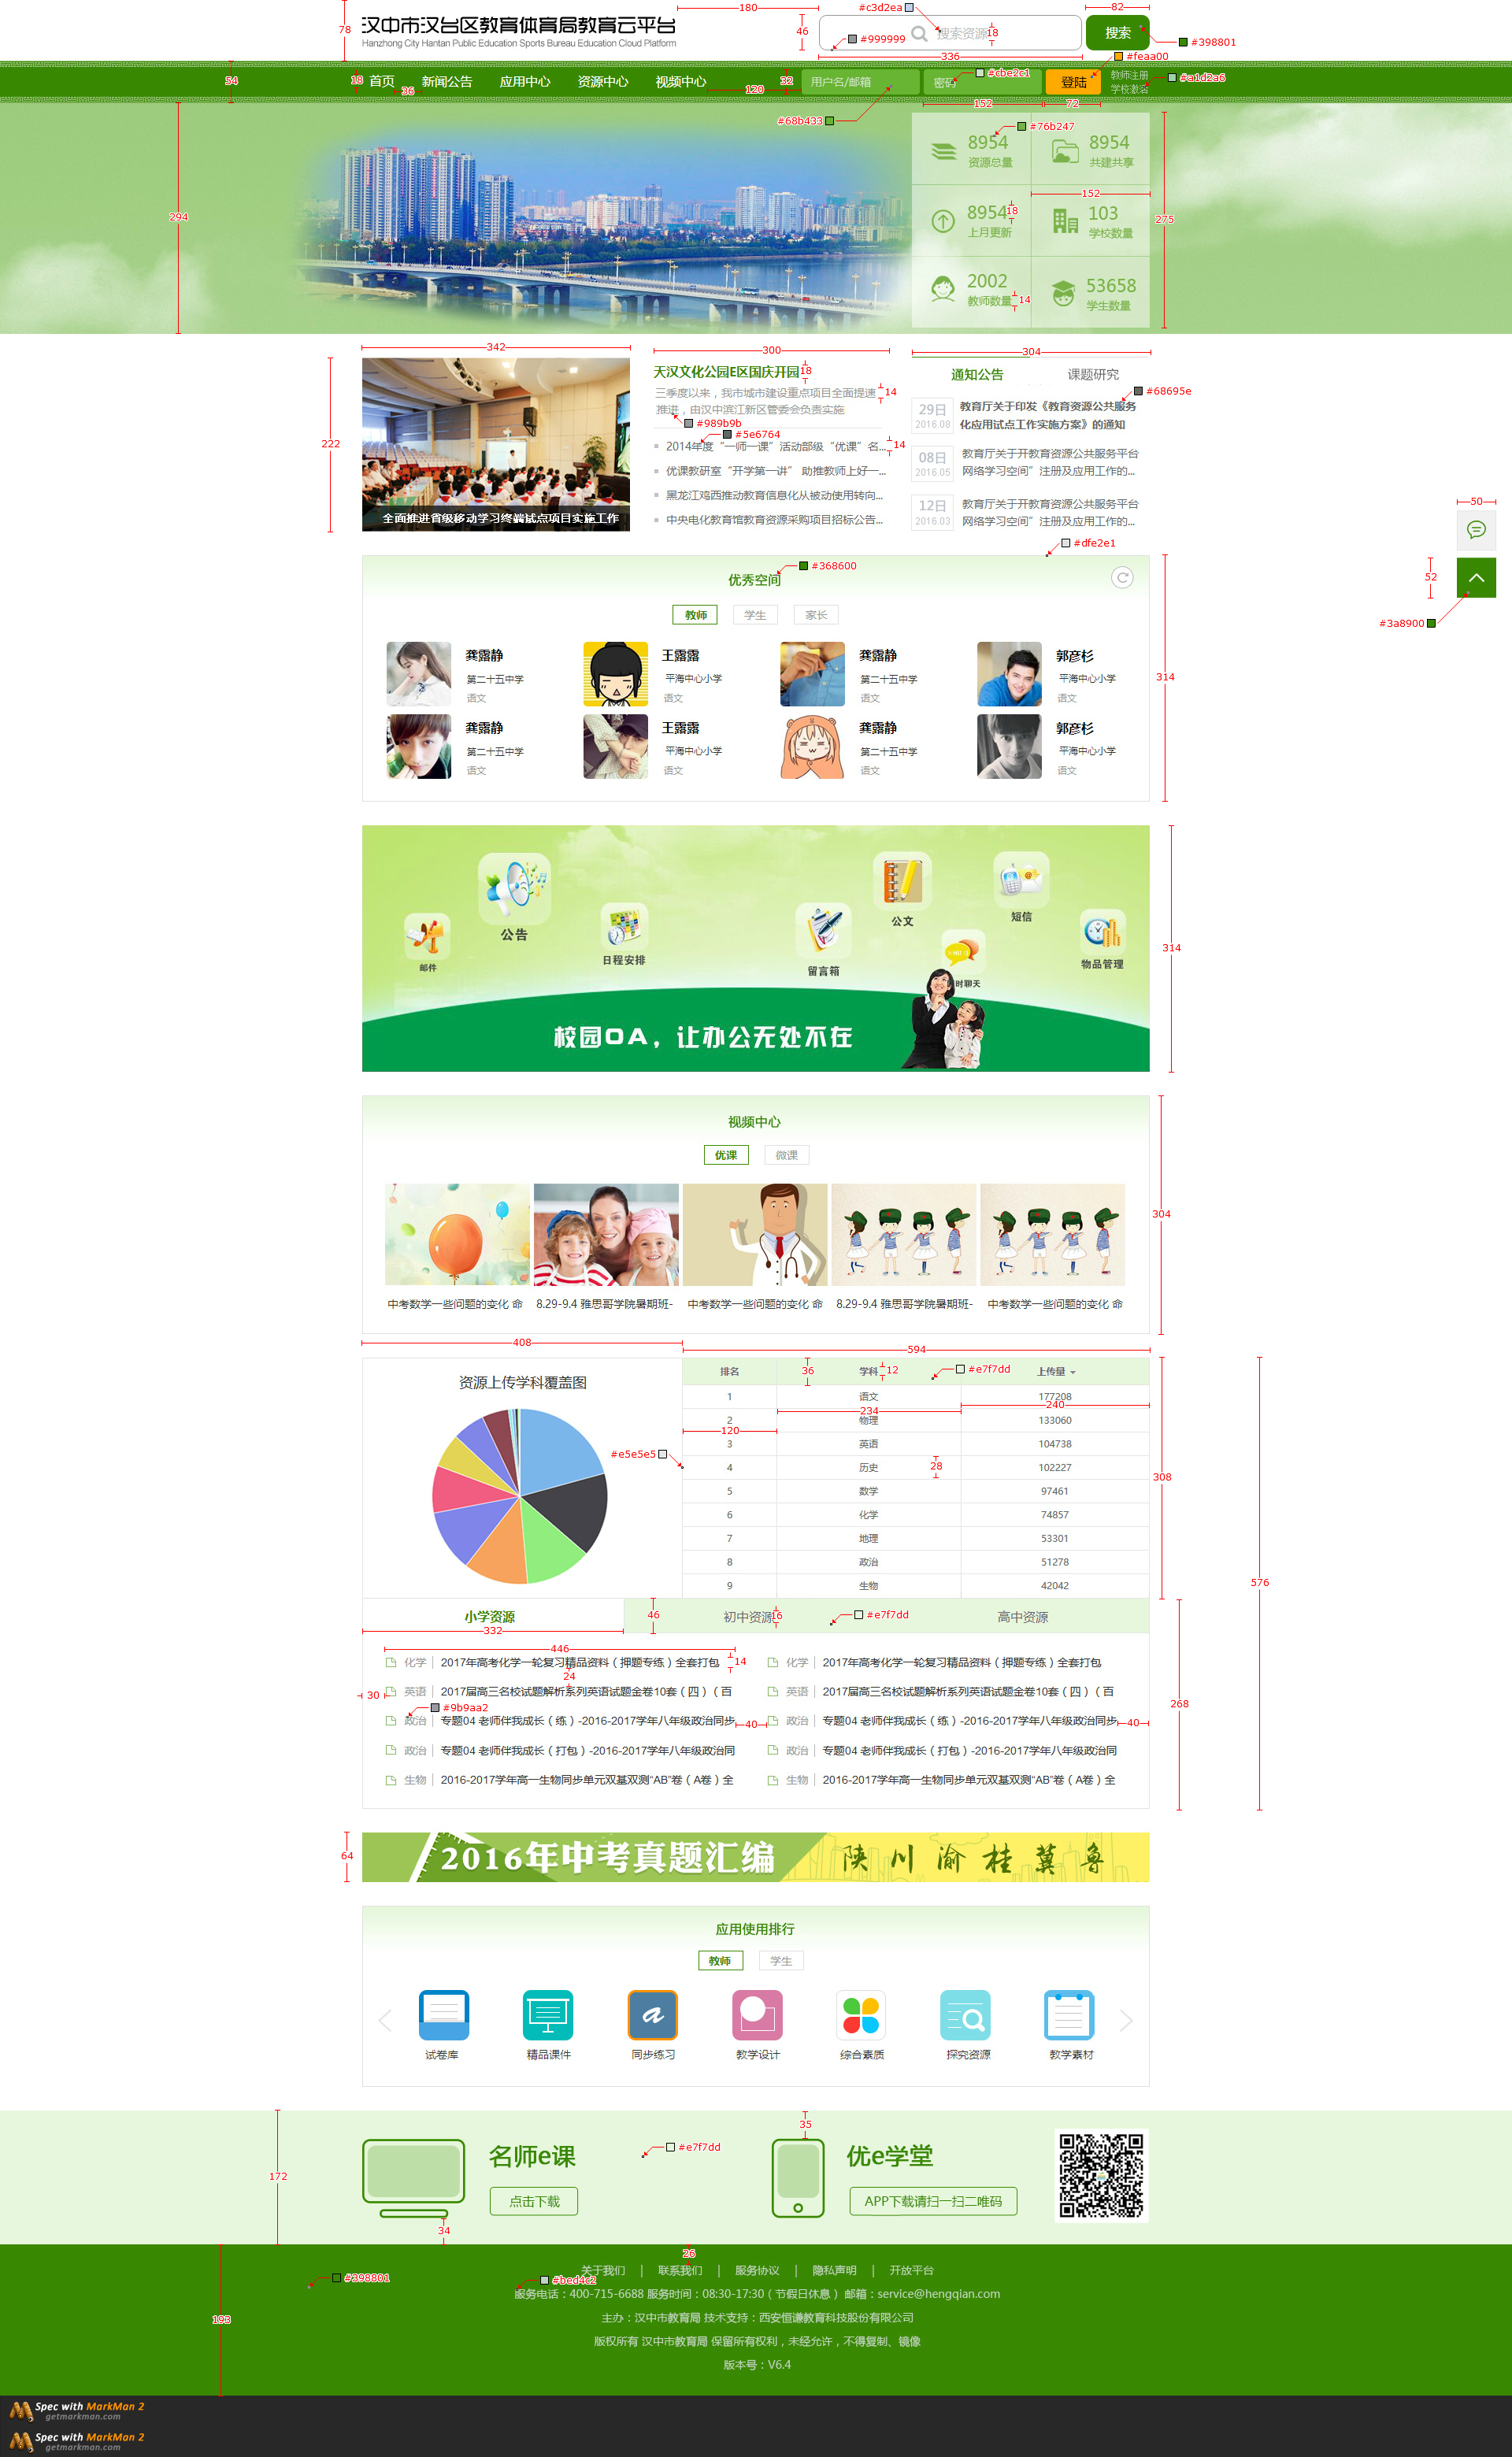 汉中市汉台区教育体育局教育云平台
Hanzhong City Hantan Public Education Sports Bureau Education Cloud Platform
78
180
46
#c3d2ea
搜索资源
18
#999999
336
82
搜索
#398801
#feaa00
54
18
首页
36
新闻公告
应用中心
资源中心
视频中心
120
32
用户名/邮箱
密码
#cbe2c1
登陆
教师注册
学校激活
#a1d2a6
#68b433
152
72
#76b247
294
8954
资源总量
8954
共建共享
152
8954
18
上月更新
103
学校数量
275
2002
教师数量
14
53658
学生数量
342
300
304
222
全面推进省级移动学习终端试点项目实施工作
天汉文化公园E区国庆开园
18
三季度以来，我市城市建设重点项目全面提速
推进，由汉中滨江新区管委会负责实施
14
#989b9b
#5e6764
2014年度“一师一课”活动部级“优课”名...
14
优课教研室“开学第一讲” 助推教师上好一...
黑龙江鸡西推动教育信息化从被动使用转向...
中央电化教育馆教育资源采购项目招标公告...
通知公告
课题研究
#68695e
29日
2016.08
教育厅关于印发《教育资源公共服务
化应用试点工作实施方案》的通知
08日
2016.05
教育厅关于开教育资源公共服务平台
网络学习空间”注册及应用工作的...
12日
2016.03
教育厅关于开教育资源公共服务平台
网络学习空间”注册及应用工作的...
50
52
#3a8900
#dfe2e1
优秀空间
#368600
教师
学生
家长
龚露静
第二十五中学
语文
王露露
平海中心小学
语文
龚露静
第二十五中学
语文
郭彦杉
平海中心小学
语文
314
龚露静
第二十五中学
语文
王露露
平海中心小学
语文
龚露静
第二十五中学
语文
郭彦杉
平海中心小学
语文
邮件
公告
日程安排
留言箱
公文
时聊天
短信
物品管理
314
校园OA，让办公无处不在
视频中心
优课
微课
304
中考数学一些问题的变化 命
8.29-9.4 雅思哥学院暑期班-
中考数学一些问题的变化 命
8.29-9.4 雅思哥学院暑期班-
中考数学一些问题的变化 命
408
594
资源上传学科覆盖图
#e5e5e5
排名
36
学科
12
#e7f7dd
上传量
1
语文
177208
234
240
2
物理
133060
120
3
英语
104738
4
历史
28
102227
5
数学
97461
6
化学
74857
7
地理
53301
8
政治
51278
9
生物
42042
308
576
小学资源
332
46
初中资源
16
#e7f7dd
高中资源
446
化学
2017年高考化学一轮复习精品资料（押题专练）全套打包
14
24
30
英语
2017届高三名校试题解析系列英语试题金卷10套（四）（百
#9b9aa2
政治
专题04 老师伴我成长（练）-2016-2017学年八年级政治同步
40
政治
专题04 老师伴我成长（打包）-2016-2017学年八年级政治同
生物
2016-2017学年高一生物同步单元双基双测“AB”卷（A卷）全
化学
2017年高考化学一轮复习精品资料（押题专练）全套打包
英语
2017届高三名校试题解析系列英语试题金卷10套（四）（百
政治
专题04 老师伴我成长（练）-2016-2017学年八年级政治同步
40
政治
专题04 老师伴我成长（打包）-2016-2017学年八年级政治同
生物
2016-2017学年高一生物同步单元双基双测“AB”卷（A卷）全
268
64
2016年中考真题汇编
陕 川 渝 桂 冀 鲁
应用使用排行
教师
学生
试卷库
精品课件
同步练习
教学设计
综合素质
探究资源
教学素材
172
34
名师e课
点击下载
#e7f7dd
35
优e学堂
APP下载请扫一扫二唯码
26
关于我们 | 联系我们 | 服务协议 | 隐私声明 | 开放平台
#398801
#bed4c2
服务电话：400-715-6688 服务时间：08:30-17:30（节假日休息） 邮箱：service@hengqian.com
193
主办：汉中市教育局 技术支持：西安恒谦教育科技股份有限公司
版权所有 汉中市教育局 保留所有权利，未经允许，不得复制、镜像
版本号：V6.4
Spec with MarkMan 2
getmarkman.com
Spec with MarkMan 2
getmarkman.com